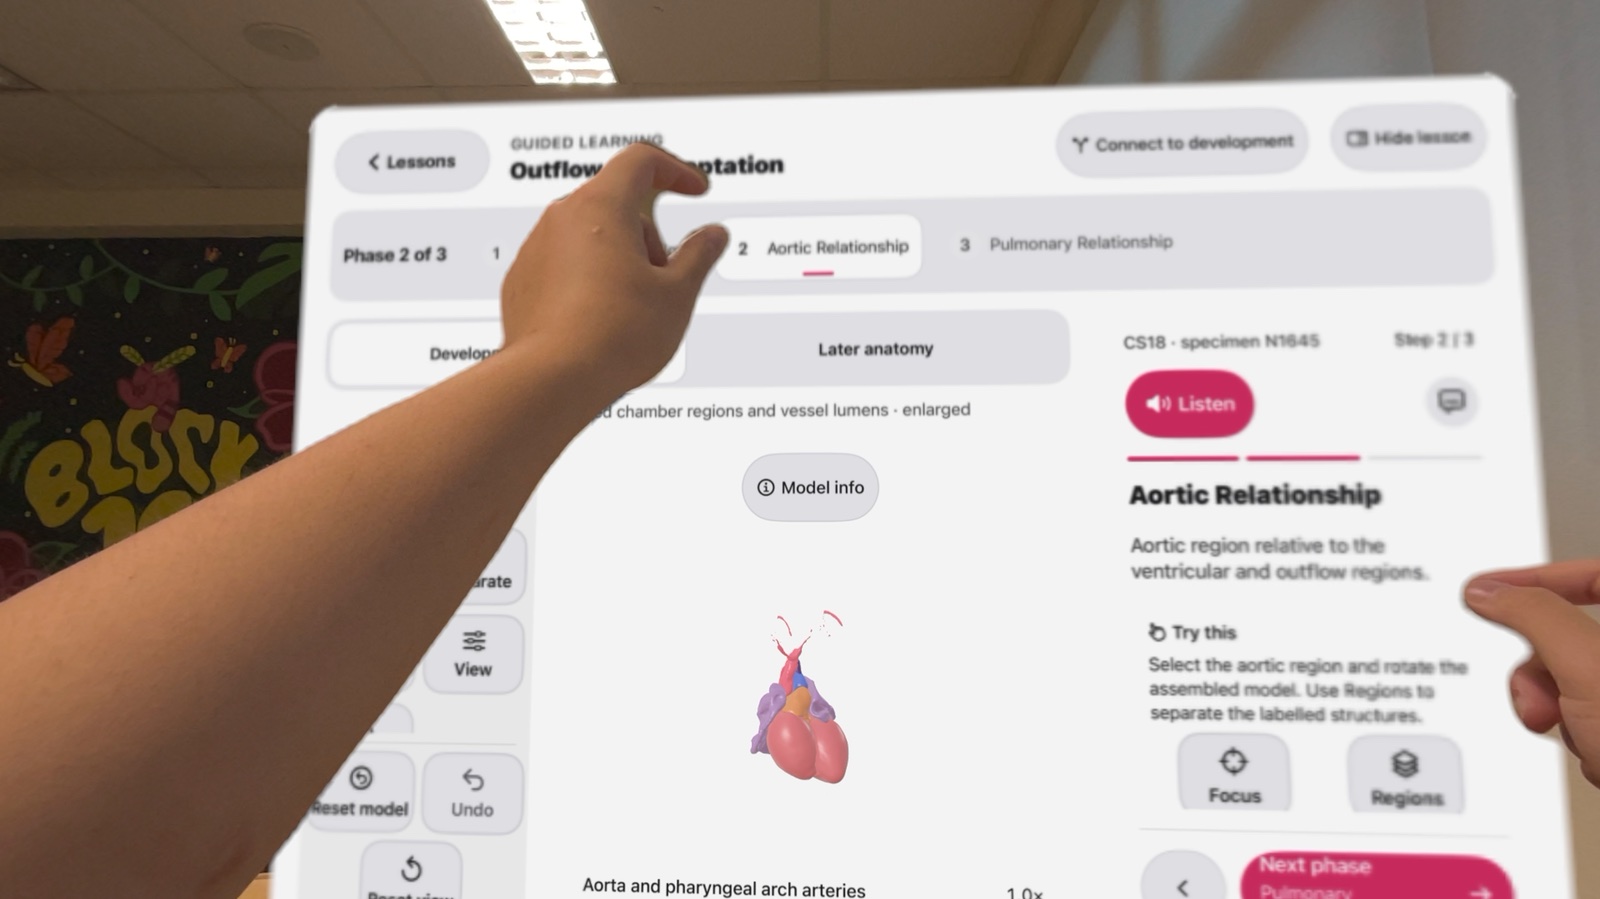 Lessons
GUIDED LEARNING
Outflow
Connect to development
Hide lesson
Phase 2 of 3
1
2 Aortic Relationship
3 Pulmonary Relationship
Later anatomy
chamber regions and vessel lumens · enlarged
Model info
View
Reset model
Undo
Aorta and pharyngeal arch arteries
1.0x
CS18 · specimen N1645
Step 2 / 3
Listen
Aortic Relationship
Aortic region relative to the
ventricular and outflow regions.
Try this
Select the aortic region and rotate the
assembled model. Use Regions to
separate the labelled structures.
Focus
Regions
Next phase
Pulmonary
BLOCK